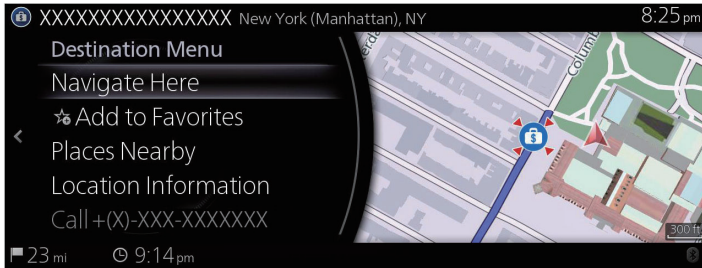 XXXXXXXXXXXXXXXX New York (Manhattan), NY
8:25 pm
Destination Menu
Navigate Here
Add to Favorites
Places Nearby
Location Information
Call +(X)-XXX-XXXXXXX
23 mi
9:14 pm
$
300 ft